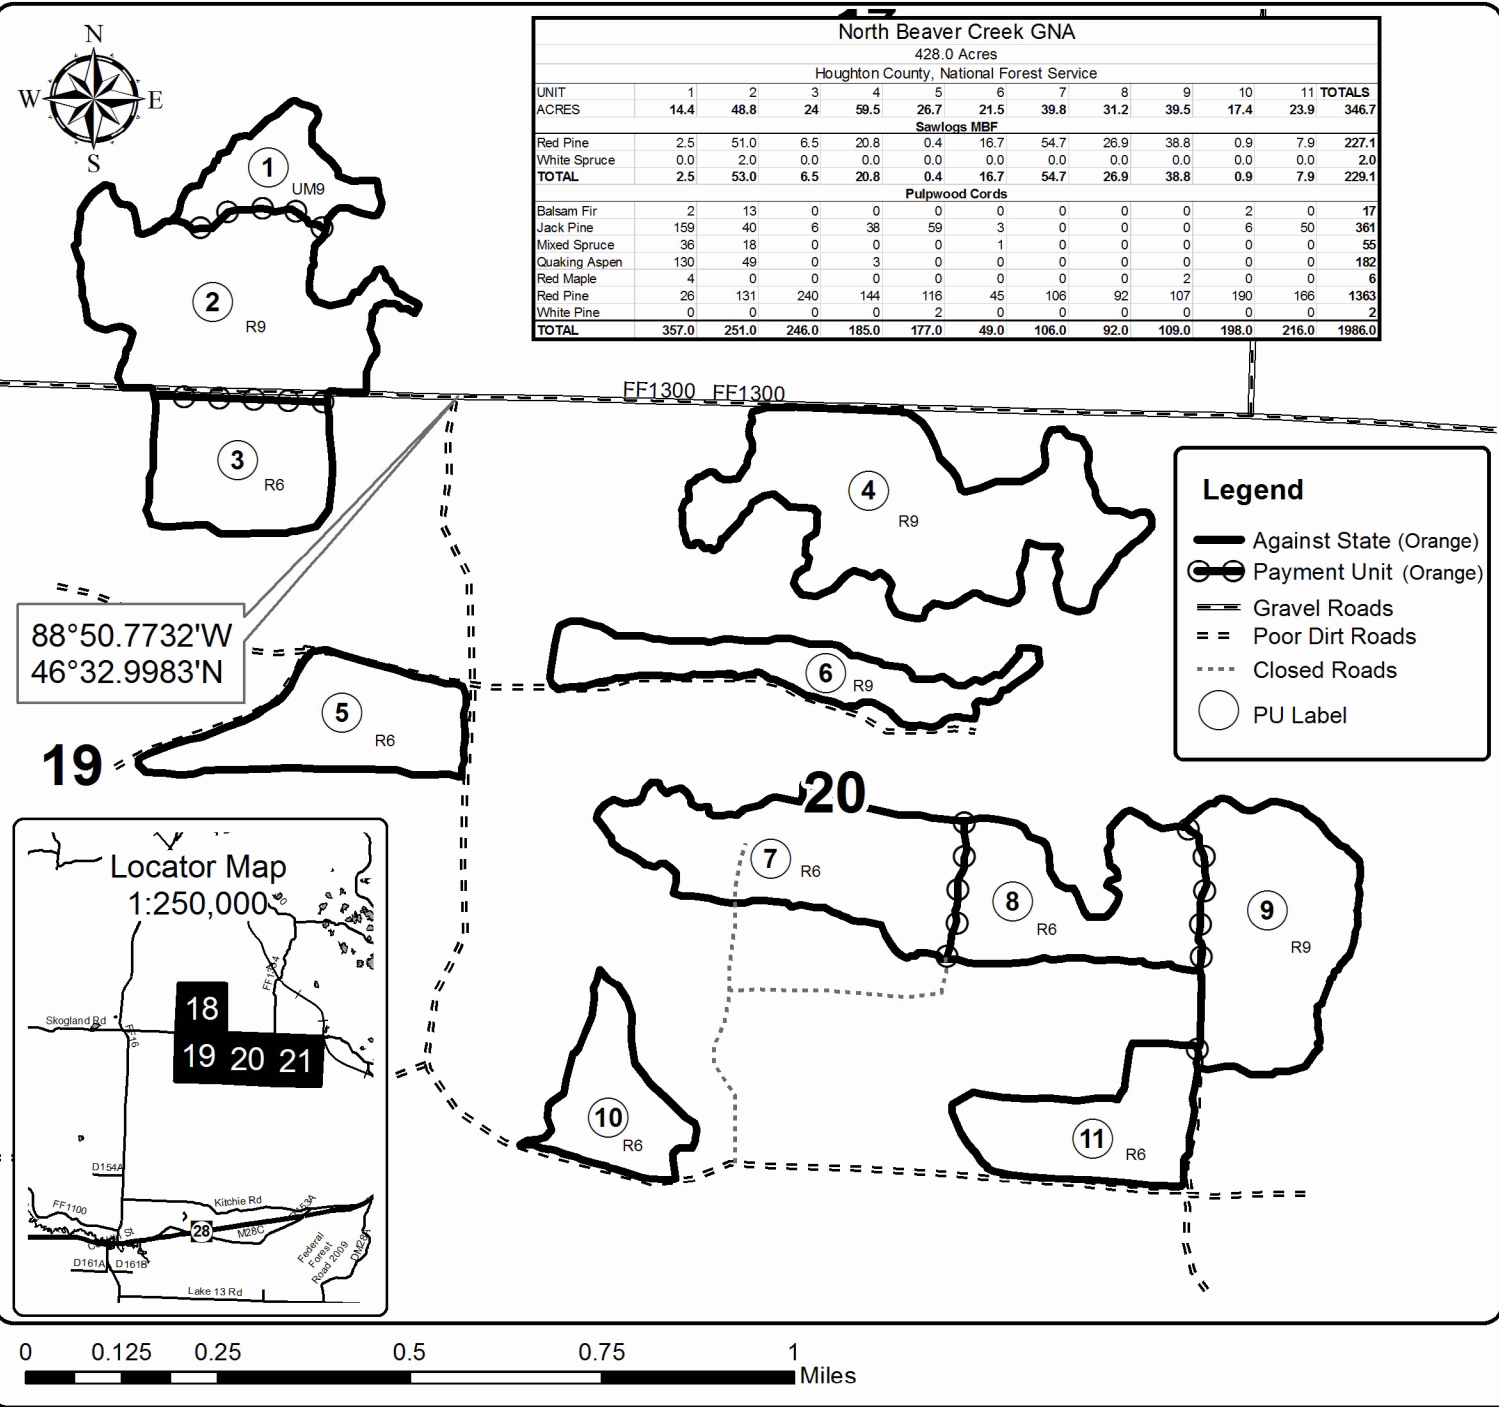 N
W E
S
North Beaver Creek GNA
428.0 Acres
Houghton County, National Forest Service
UNIT 1 2 3 4 5 6 7 8 9 10 11 TOTALS
ACRES 14.4 48.8 24 59.5 26.7 21.5 39.8 31.2 39.5 17.4 23.9 346.7
Sawlogs MBF
Red Pine 2.5 51.0 6.5 20.8 0.4 16.7 54.7 26.9 38.8 0.9 7.9 227.1
White Spruce 0.0 2.0 0.0 0.0 0.0 0.0 0.0 0.0 0.0 0.0 0.0 2.0
TOTAL 2.5 53.0 6.5 20.8 0.4 16.7 54.7 26.9 38.8 0.9 7.9 229.1
Pulpwood Cords
Balsam Fir 2 13 0 0 0 0 0 0 0 2 0 17
Jack Pine 159 40 6 38 59 3 0 0 0 6 50 361
Mixed Spruce 36 18 0 0 0 1 0 0 0 0 0 55
Quaking Aspen 130 49 0 3 0 0 0 0 0 0 0 182
Red Maple 4 0 0 0 0 0 0 0 2 0 0 6
Red Pine 26 131 240 144 116 45 106 92 107 190 166 1363
White Pine 0 0 0 0 2 0 0 0 0 0 0 2
TOTAL 357.0 251.0 246.0 185.0 177.0 49.0 106.0 92.0 109.0 198.0 216.0 1986.0
1
UM9
2
R9
FF1300 FF1300
3
R6
4
R9
Legend
Against State (Orange)
Payment Unit (Orange)
Gravel Roads
Poor Dirt Roads
Closed Roads
PU Label
88°50.7732'W
46°32.9983'N
5
R6
6
R9
19
20
7
R6
8
R6
9
R9
10
R6
11
R6
Locator Map
1:250,000
18
19 20 21
Skogland Rd
FF16
D154A
FF1100
Kitchie Rd
28
M28C
D161A D161B
Federal
Forest
Road 2009
DM28A
Lake 13 Rd
0 0.125 0.25 0.5 0.75 1
Miles